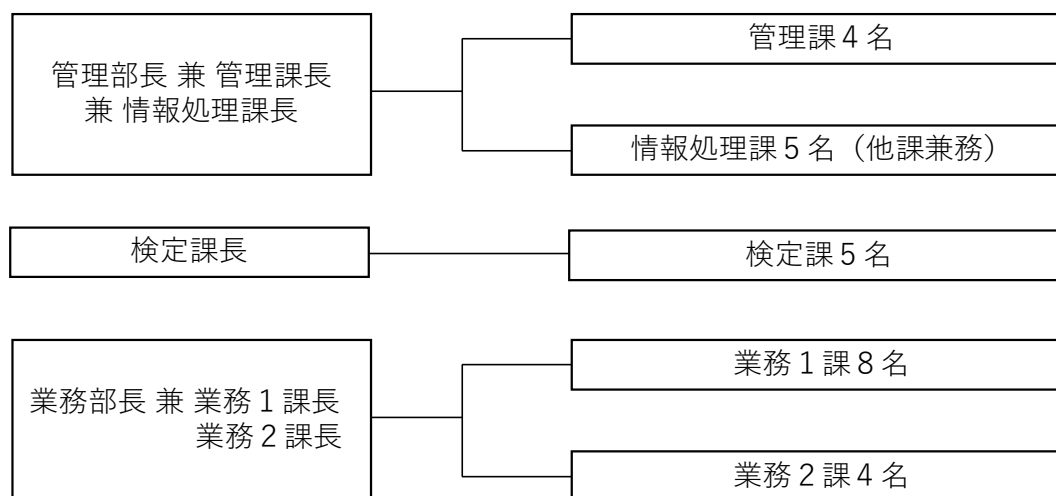 管理部長 兼 管理課長
兼 情報処理課長
管理課４名
情報処理課５名（他課兼務）
検定課長
検定課５名
業務部長 兼 業務１課長
業務２課長
業務１課８名
業務２課４名